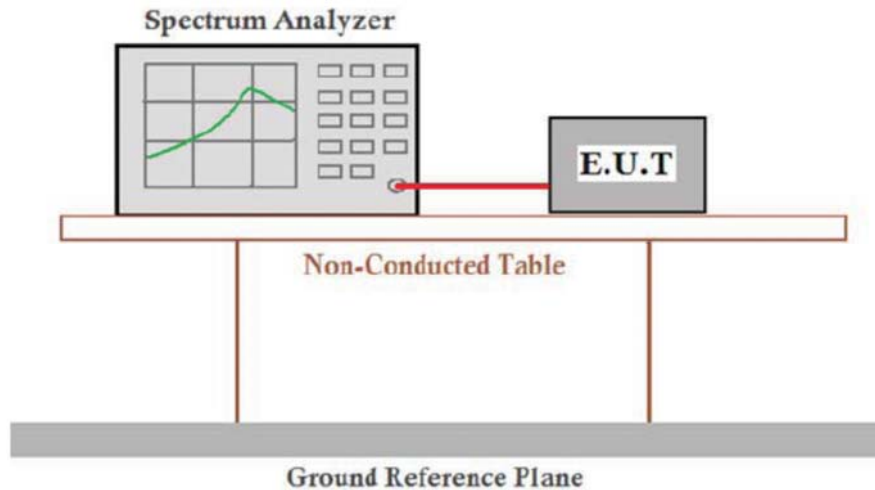 Spectrum Analyzer
E.U.T
Non-Conducted Table
Ground Reference Plane